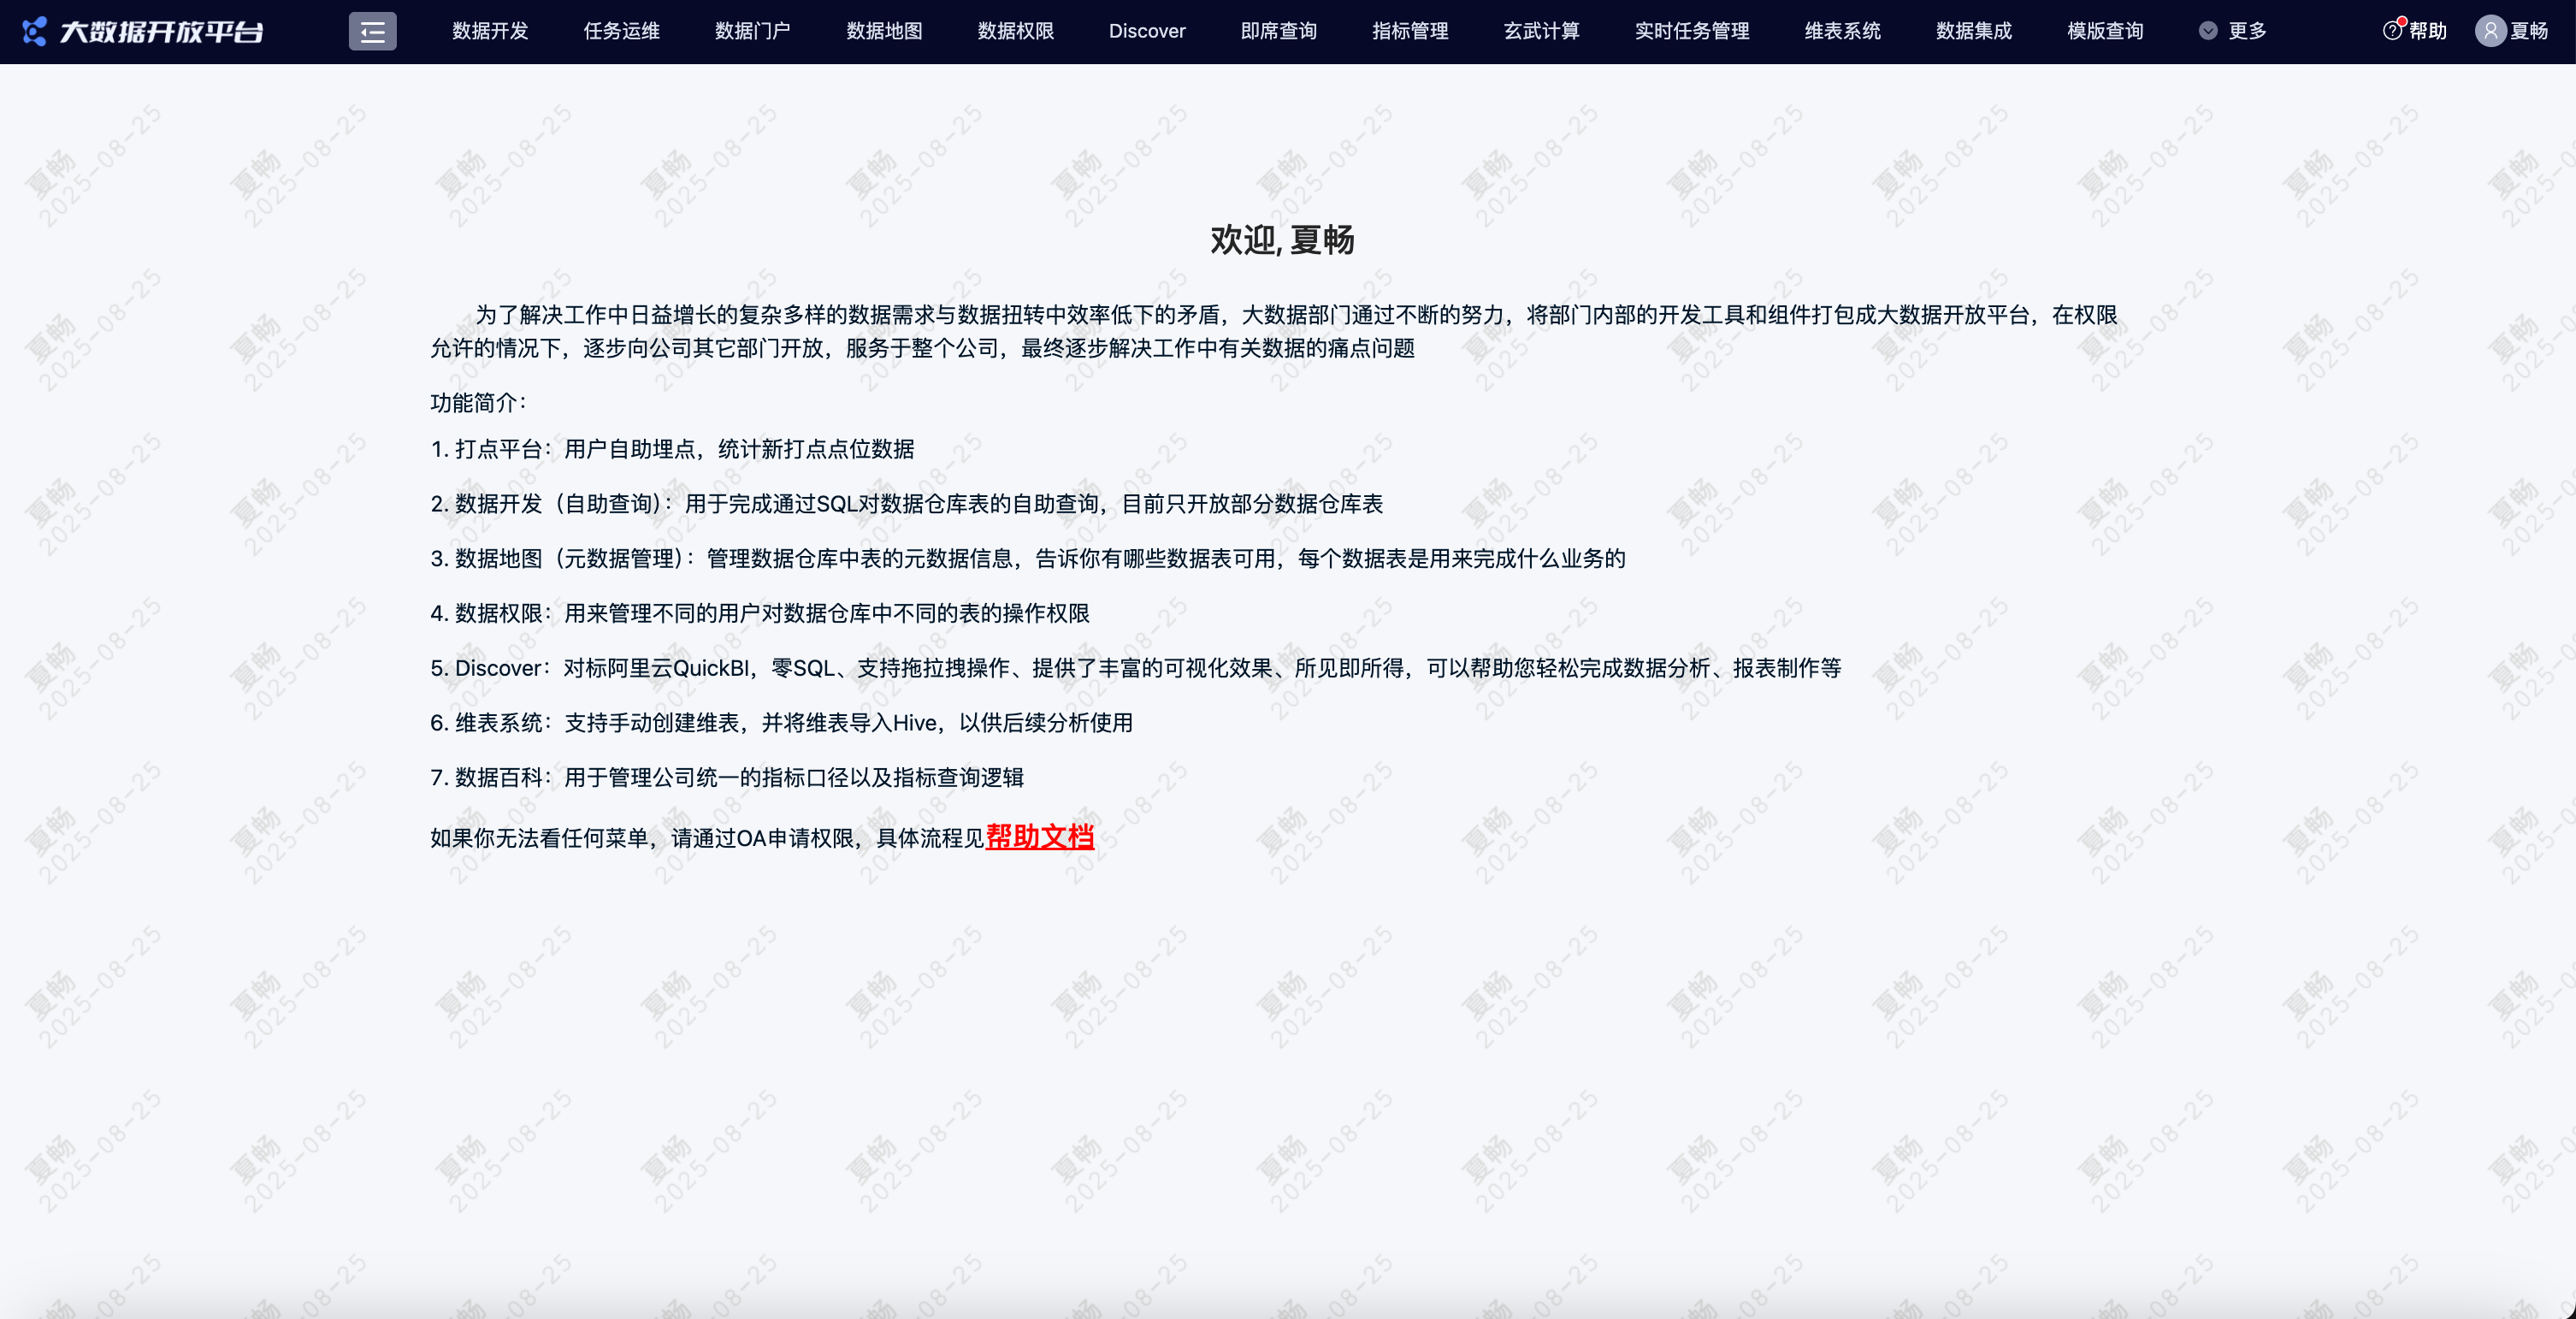 大数据开放平台 数据开发 任务运维 数据门户 数据地图 数据权限 Discover 即席查询 指标管理 玄武计算 实时任务管理 维表系统 数据集成 模版查询 更多 帮助 夏畅
欢迎, 夏畅
为了解决工作中日益增长的复杂多样的数据需求与数据扭转中效率低下的矛盾，大数据部门通过不断的努力，将部门内部的开发工具和组件打包成大数据开放平台，在权限
允许的情况下，逐步向公司其它部门开放，服务于整个公司，最终逐步解决工作中有关数据的痛点问题
功能简介：
1. 打点平台：用户自助埋点，统计新打点点位数据
2. 数据开发（自助查询）：用于完成通过SQL对数据仓库表的自助查询，目前只开放部分数据仓库表
3. 数据地图（元数据管理）：管理数据仓库中表的元数据信息，告诉你有哪些数据表可用，每个数据表是用来完成什么业务的
4. 数据权限：用来管理不同的用户对数据仓库中不同的表的操作权限
5. Discover：对标阿里云QuickBI，零SQL、支持拖拉拽操作、提供了丰富的可视化效果、所见即所得，可以帮助您轻松完成数据分析、报表制作等
6. 维表系统：支持手动创建维表，并将维表导入Hive，以供后续分析使用
7. 数据百科：用于管理公司统一的指标口径以及指标查询逻辑
如果你无法看任何菜单，请通过OA申请权限，具体流程见帮助文档
夏畅
2025-08-25